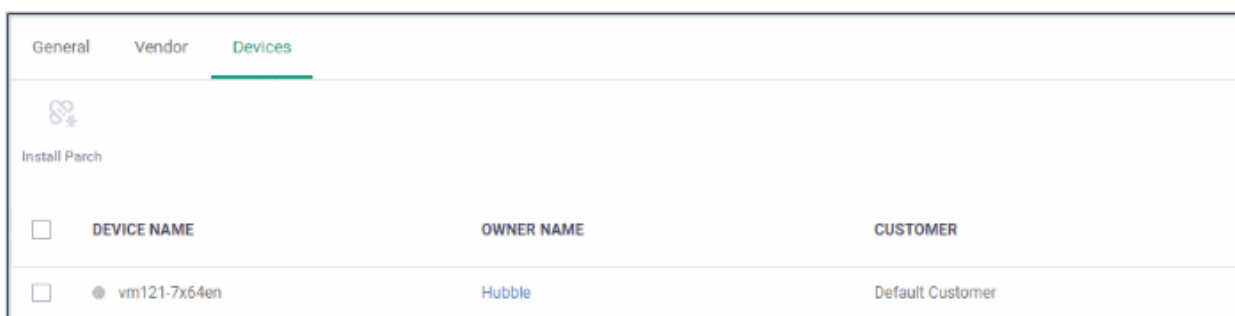 General Vendor Devices
Install Parch
DEVICE NAME OWNER NAME CUSTOMER
vm121-7x64en Hubble Default Customer